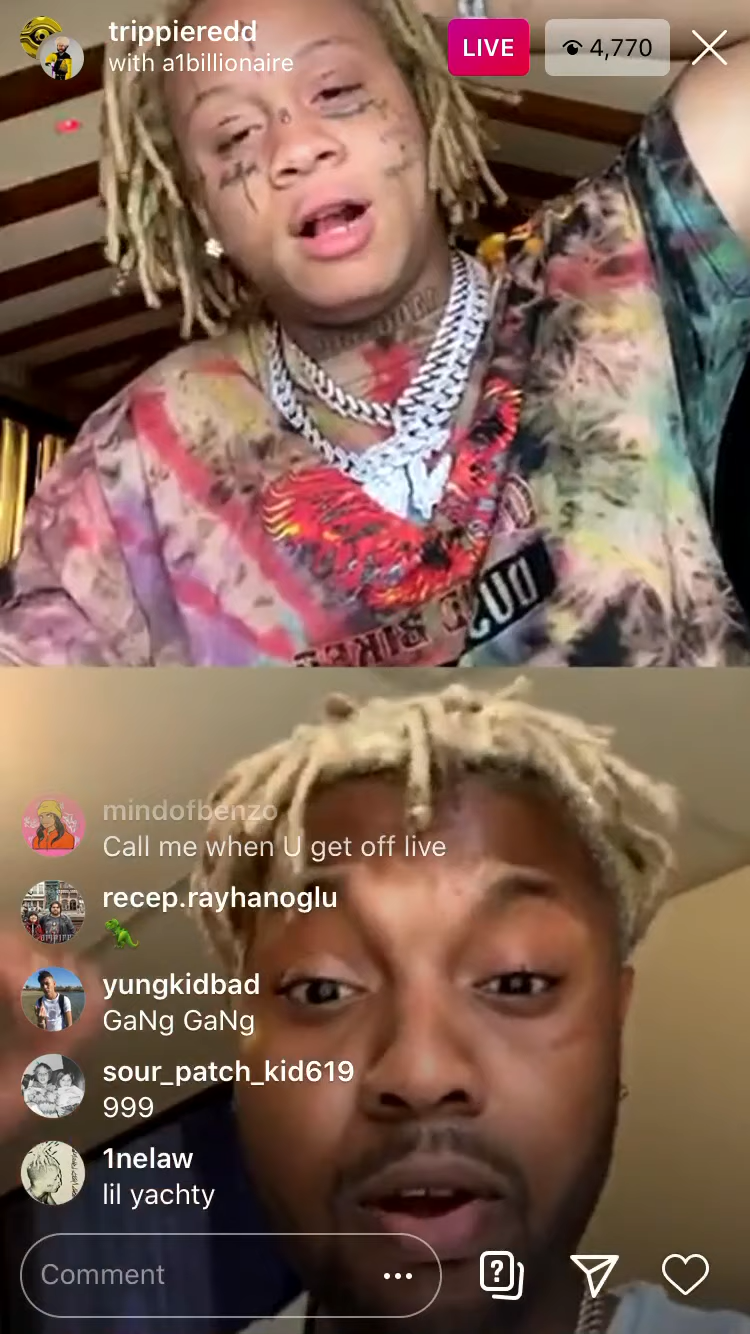 trippieredd
with a1billionaire
LIVE
4,770
mindofbenzo
Call me when U get off live
recep.rayhanoglu
yungkidbad
GaNg GaNg
sour_patch_kid619
999
1nelaw
lil yachty
Comment